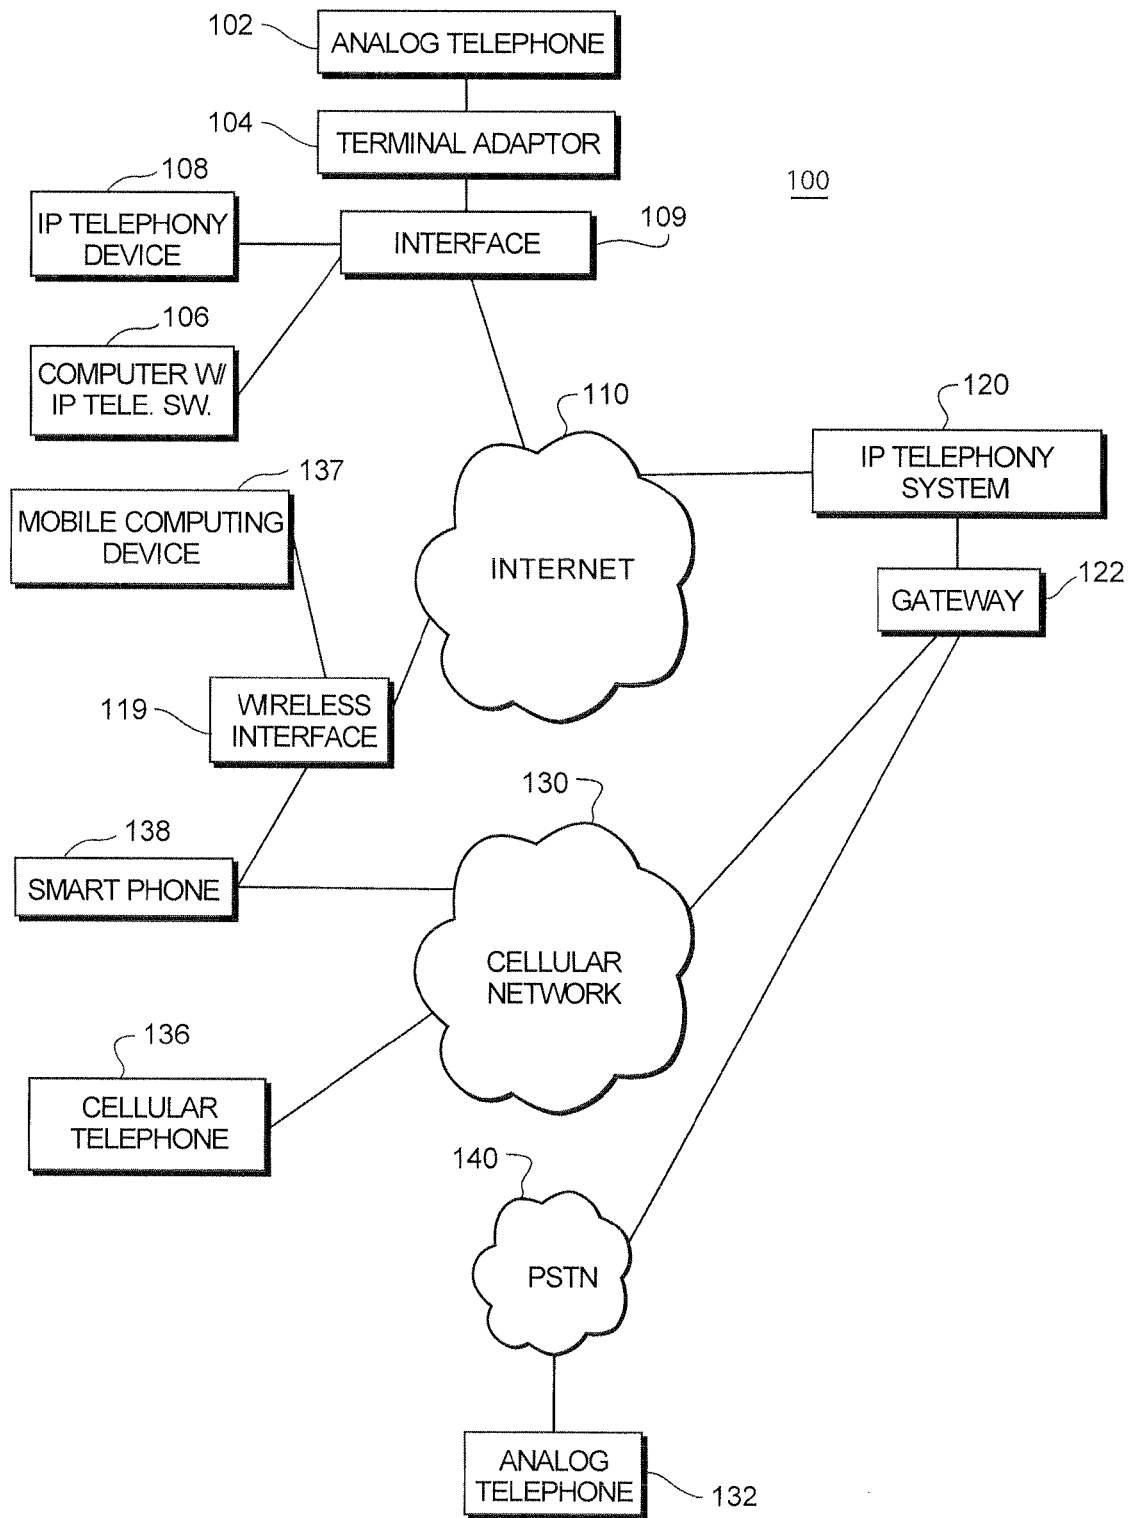 102
ANALOG TELEPHONE
104
TERMINAL ADAPTOR
108
100
IP TELEPHONY
DEVICE
INTERFACE
109
106
COMPUTER W/
IP TELE. SW.
110
120
IP TELEPHONY
SYSTEM
137
MOBILE COMPUTING
DEVICE
INTERNET
GATEWAY
122
119
WIRELESS
INTERFACE
130
138
SMART PHONE
CELLULAR
NETWORK
136
CELLULAR
TELEPHONE
140
PSTN
ANALOG
TELEPHONE
132